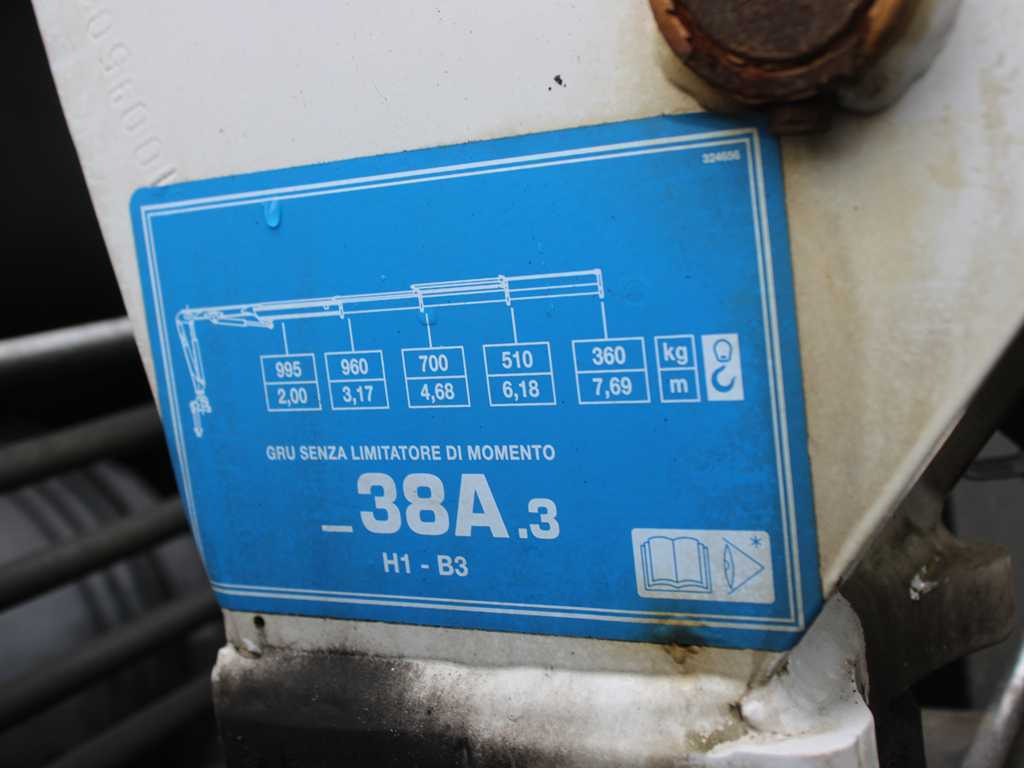 324656
995 960 700 510 360 kg
2,00 3,17 4,68 6,18 7,69 m
GRU SENZA LIMITATORE DI MOMENTO
_38A.3
H1 - B3
*